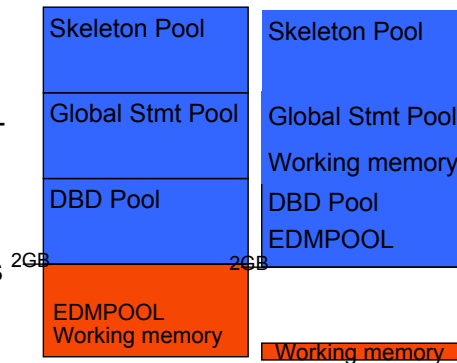 Skeleton Pool
Global Stmt Pool
DBD Pool
2GB
EDMPOOL
Working memory
Skeleton Pool
Global Stmt Pool
Working memory
DBD Pool
EDMPOOL
2GB
Working memory